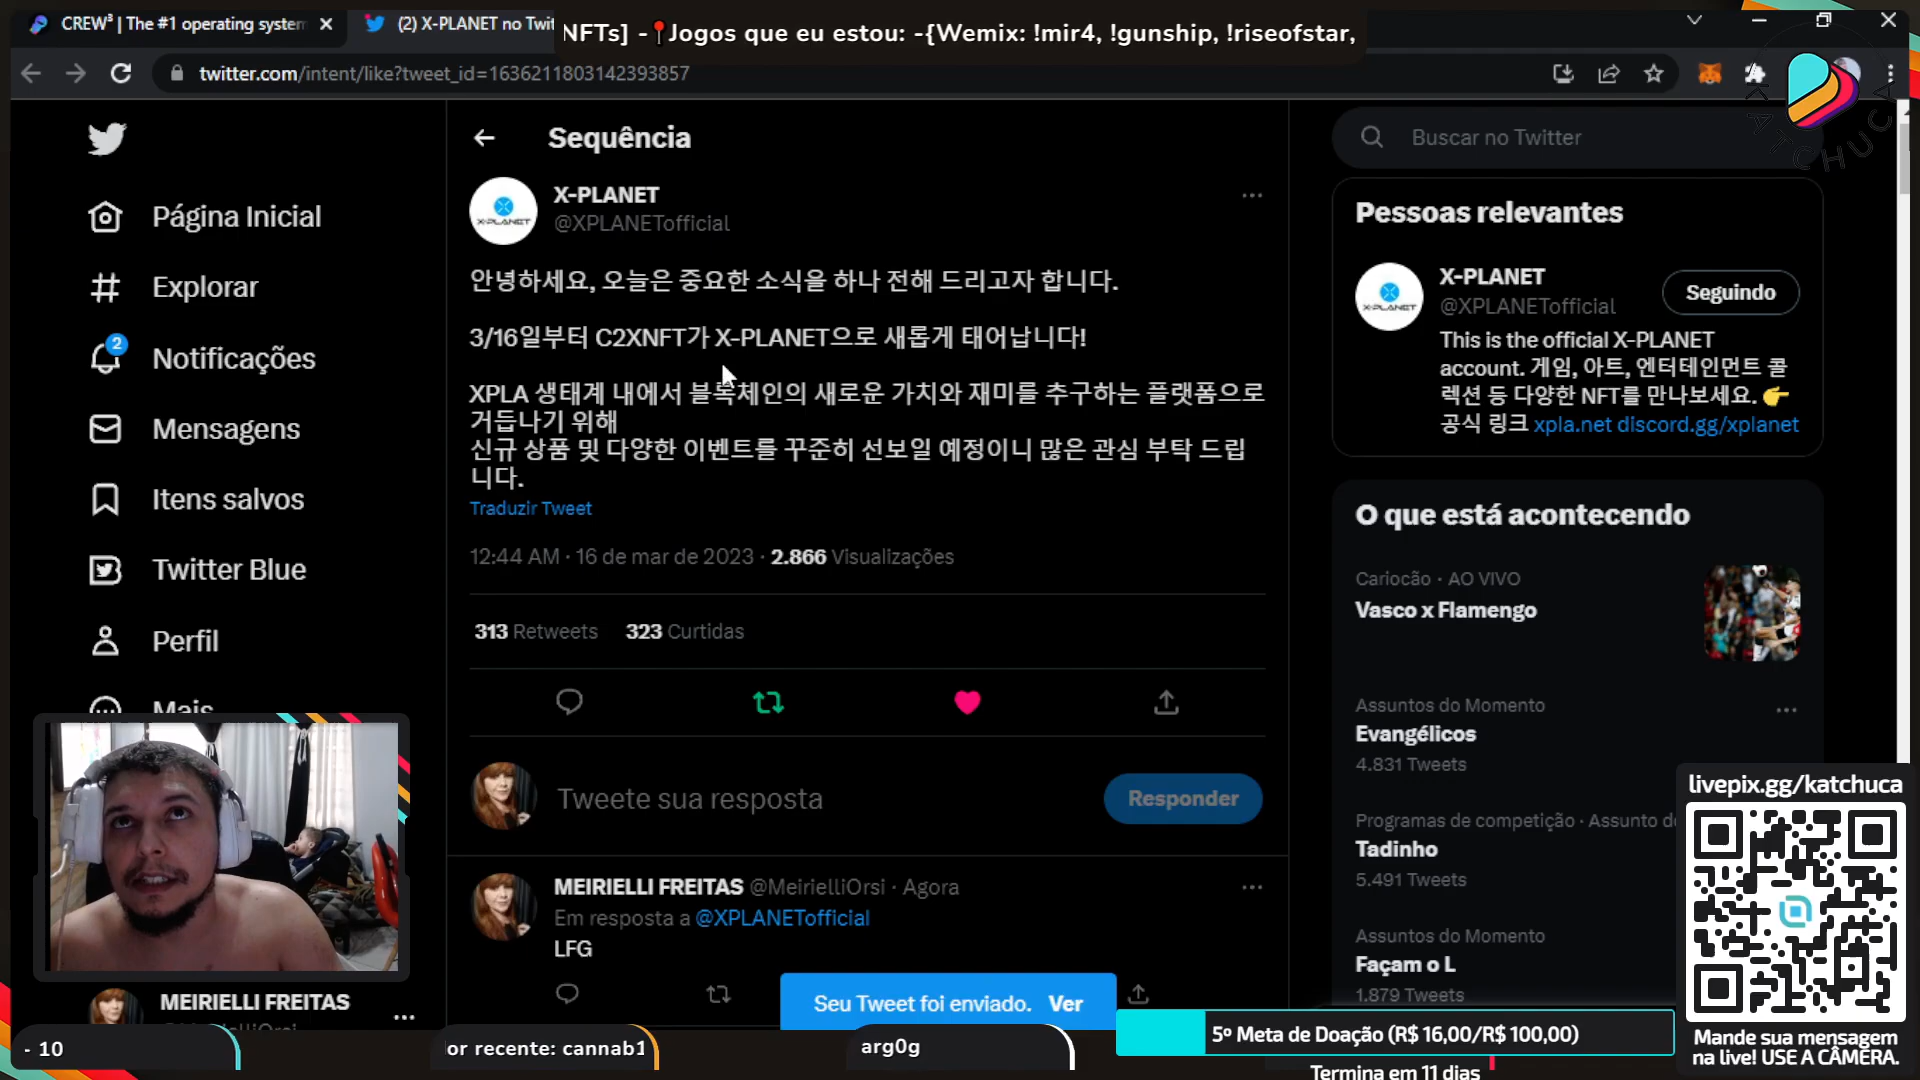 CREW³ | The #1 operating system
(2) X-PLANET no Twit
NFTs] -📍Jogos que eu estou: -{Wemix: !mir4, !gunship, !riseofstar,
twitter.com/intent/like?tweet_id=1636211803142393857
KATCHUCA
Página Inicial
Explorar
2
Notificações
Mensagens
Itens salvos
Twitter Blue
Perfil
Mais
MEIRIELLI FREITAS
Sequência
X-PLANET
@XPLANETofficial
안녕하세요, 오늘은 중요한 소식을 하나 전해 드리고자 합니다.
3/16일부터 C2XNFT가 X-PLANET으로 새롭게 태어납니다!
XPLA 생태계 내에서 블록체인의 새로운 가치와 재미를 추구하는 플랫폼으로
거듭나기 위해
신규 상품 및 다양한 이벤트를 꾸준히 선보일 예정이니 많은 관심 부탁 드립
니다.
Traduzir Tweet
12:44 AM · 16 de mar de 2023 · 2.866 Visualizações
313 Retweets 323 Curtidas
Tweete sua resposta
Responder
MEIRIELLI FREITAS @MeirielliOrsi · Agora
Em resposta a @XPLANETofficial
LFG
Seu Tweet foi enviado. Ver
Buscar no Twitter
Pessoas relevantes
X-PLANET
@XPLANETofficial
Seguindo
This is the official X-PLANET
account. 게임, 아트, 엔터테인먼트 콜
렉션 등 다양한 NFT를 만나보세요. 👉
공식 링크 xpla.net discord.gg/xplanet
O que está acontecendo
Cariocão · AO VIVO
Vasco x Flamengo
Assuntos do Momento
Evangélicos
4.831 Tweets
Programas de competição · Assunto do
Tadinho
5.491 Tweets
Assuntos do Momento
Façam o L
1.879 Tweets
livepix.gg/katchuca
Mande sua mensagem
na live! USE A CÂMERA.
- 10
or recente: cannab1
arg0g
5º Meta de Doação (R$ 16,00/R$ 100,00)
Termina em 11 dias